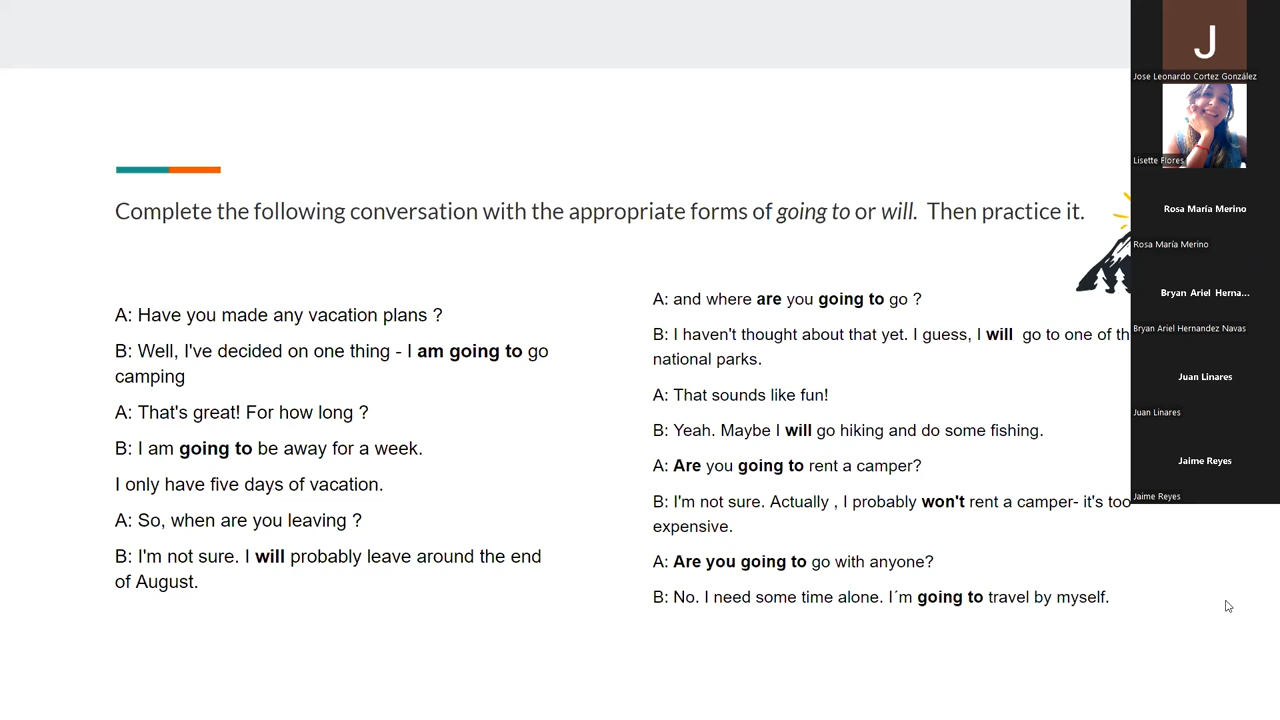 Complete the following conversation with the appropriate forms of going to or will. Then practice it.
A: Have you made any vacation plans ?
B: Well, I've decided on one thing - I am going to go
camping
A: That's great! For how long ?
B: I am going to be away for a week.
I only have five days of vacation.
A: So, when are you leaving ?
B: I'm not sure. I will probably leave around the end
of August.
A: and where are you going to go ?
B: I haven't thought about that yet. I guess, I will go to one of th
national parks.
A: That sounds like fun!
B: Yeah. Maybe I will go hiking and do some fishing.
A: Are you going to rent a camper?
B: I'm not sure. Actually , I probably won't rent a camper- it's too
expensive.
A: Are you going to go with anyone?
B: No. I need some time alone. I´m going to travel by myself.
J
Jose Leonardo Cortez González
Lisette Flores
Rosa María Merino
Rosa María Merino
Bryan Ariel Herna...
Bryan Ariel Hernandez Navas
Juan Linares
Juan Linares
Jaime Reyes
Jaime Reyes